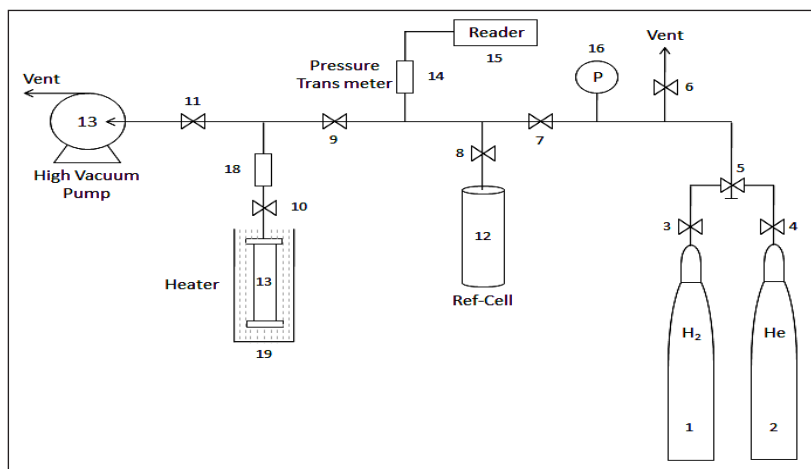 Reader
15
16
P
Vent
6
Pressure
Trans meter
14
Vent
13
High Vacuum
Pump
11
9
7
8
5
18
10
3
4
12
Ref-Cell
Heater
13
19
H₂
He
1
2